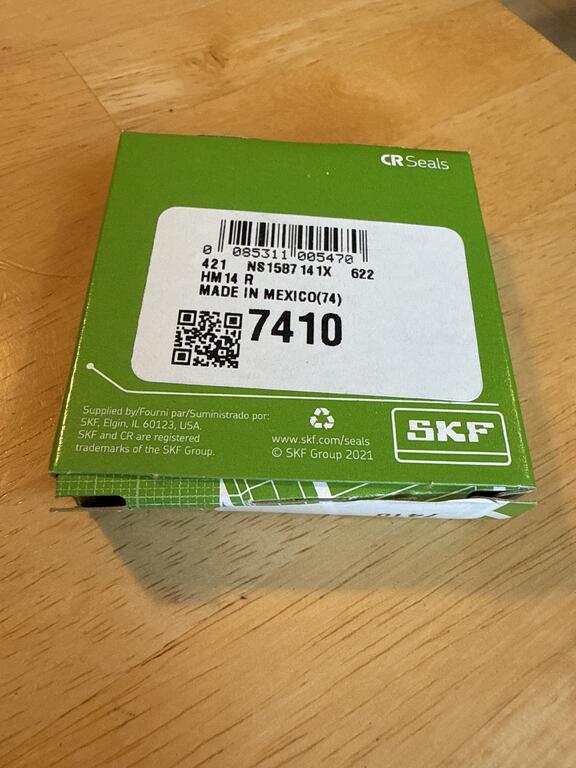 CR Seals
0 085311 005470
421 NS1587 141X 622
HM14 R
MADE IN MEXICO(74)
7410
Supplied by/Fourni par/Suministrado por:
SKF, Elgin, IL 60123, USA.
SKF and CR are registered
trademarks of the SKF Group.
www.skf.com/seals
© SKF Group 2021
SKF
7410